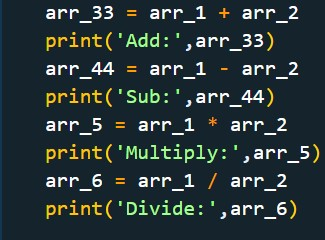 arr_33 = arr_1 + arr_2
print('Add:',arr_33)
arr_44 = arr_1 - arr_2
print('Sub:',arr_44)
arr_5 = arr_1 * arr_2
print('Multiply:',arr_5)
arr_6 = arr_1 / arr_2
print('Divide:',arr_6)